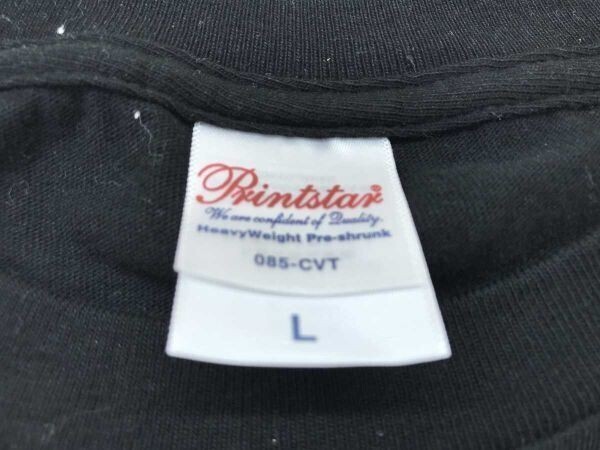 Printstar®
We are confident of Quality.
HeavyWeight Pre-shrunk
085-CVT
L